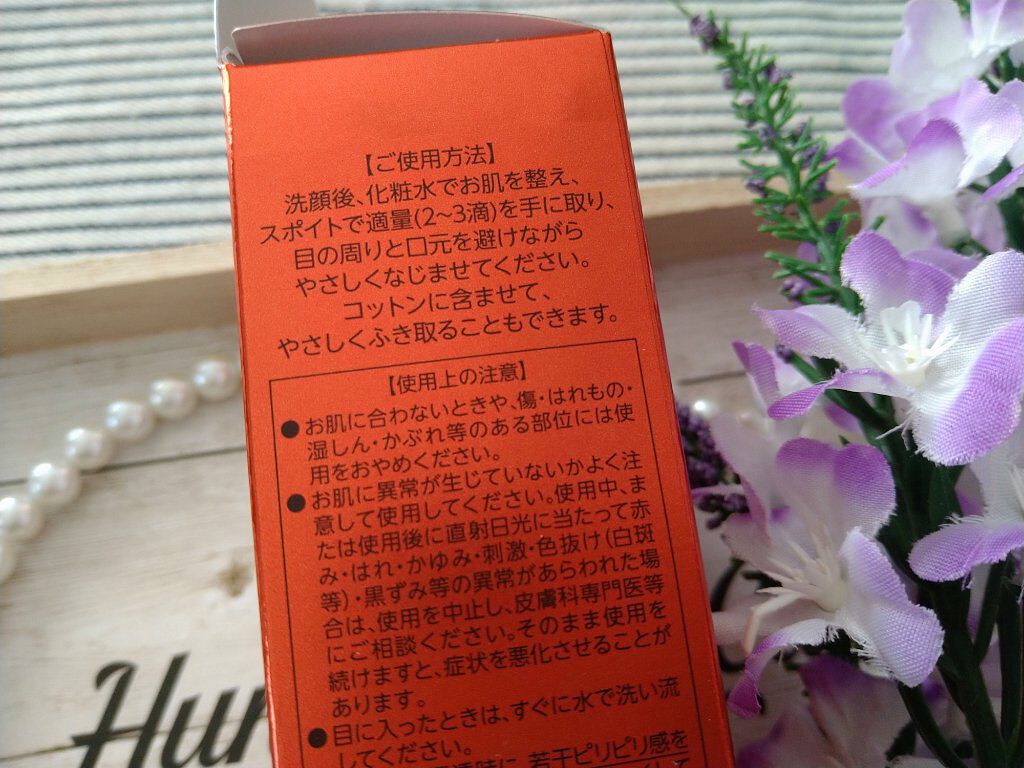 【ご使用方法】
洗顔後、化粧水でお肌を整え、
スポイトで適量(2~3滴)を手に取り、
目の周りと口元を避けながら
やさしくなじませてください。
コットンに含ませて、
やさしくふき取ることもできます。
【使用上の注意】
●お肌に合わないときや、傷・はれもの・
湿しん・かぶれ等のある部位には使
用をおやめください。
●お肌に異常が生じていないかよく注
意して使用してください。使用中、ま
たは使用後に直射日光に当たって赤
み・はれ・かゆみ・刺激・色抜け(白斑
等)・黒ずみ等の異常があらわれた場
合は、使用を中止し、皮膚科専門医等
にご相談ください。そのまま使用を
続けますと、症状を悪化させることが
あります。
●目に入ったときは、すぐに水で洗い流
してください。
時に、若干ピリピリ感を
Hur